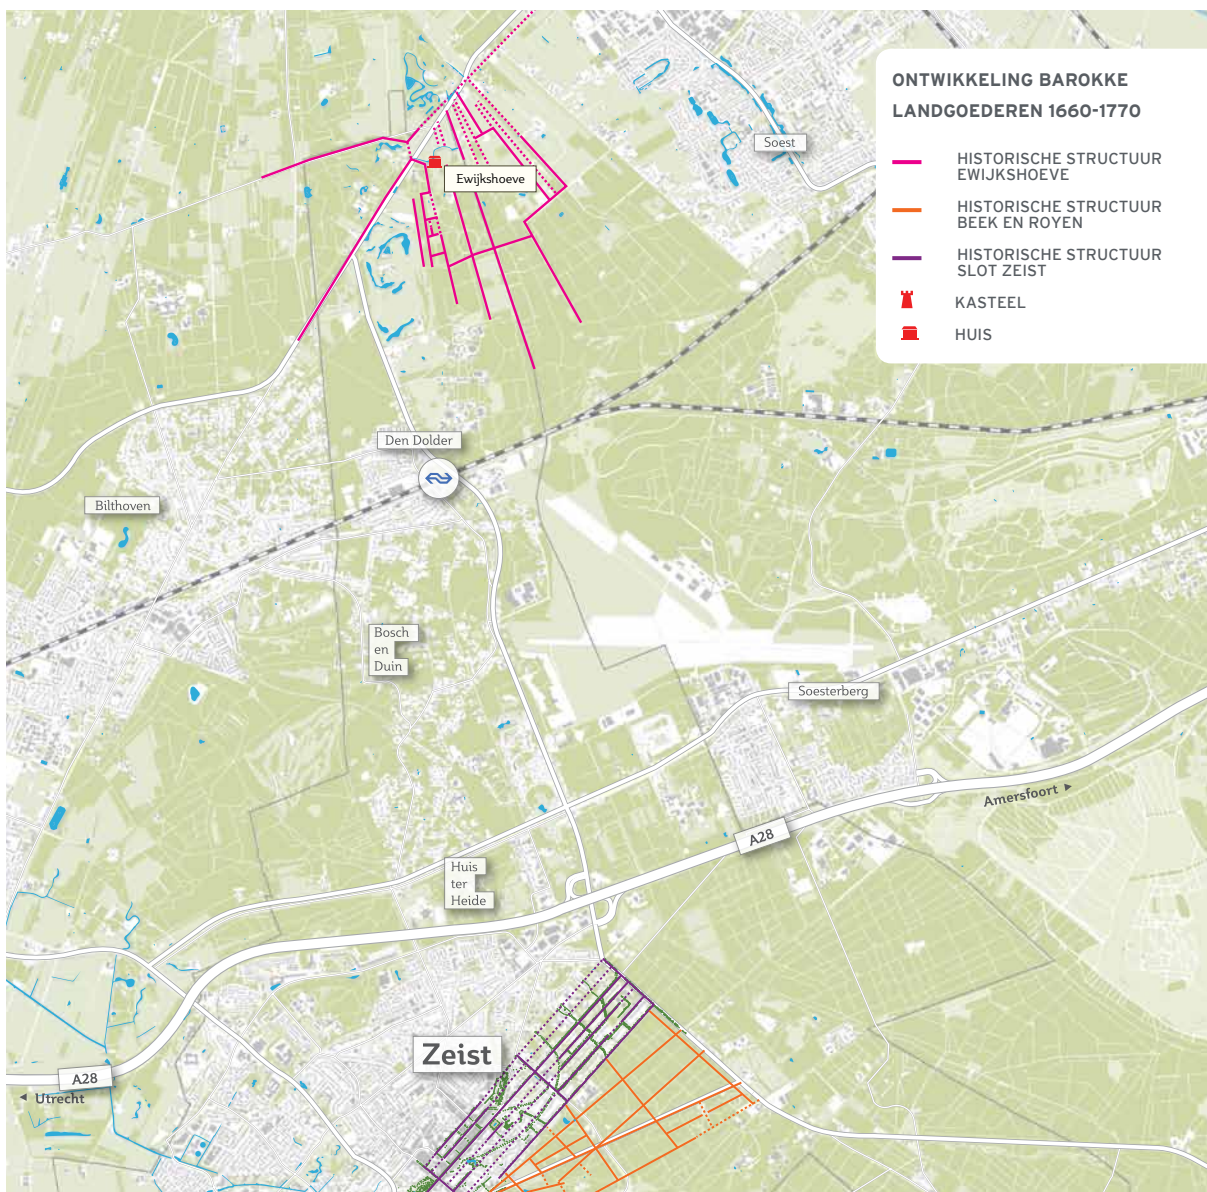 ONTWIKKELING BAROKKE
LANDGOEDEREN 1660-1770
HISTORISCHE STRUCTUUR
EWIJKSHOEVE
HISTORISCHE STRUCTUUR
BEEK EN ROYEN
HISTORISCHE STRUCTUUR
SLOT ZEIST
KASTEEL
HUIS
Soest
Ewijkshoeve
Den Dolder
Bilthoven
Bosch
en
Duin
Soesterberg
Amersfoort ►
A28
Huis
ter
Heide
Zeist
A28
◄ Utrecht